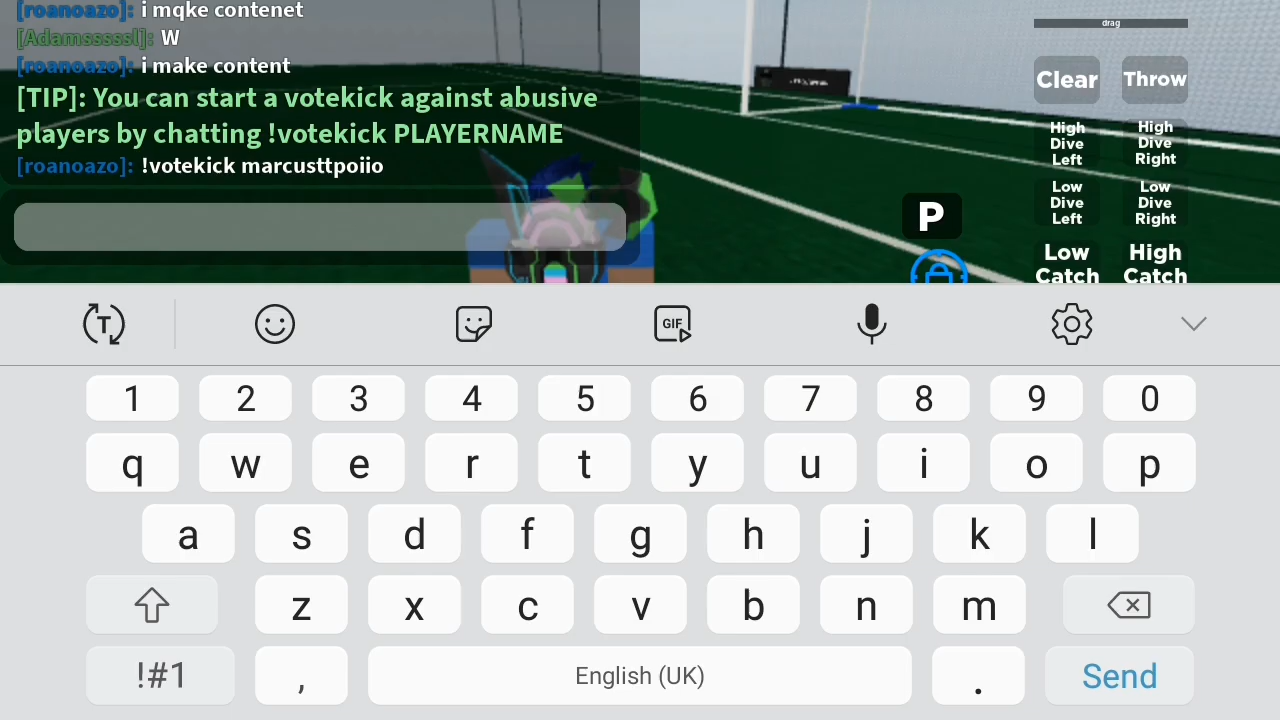 [roanoazo]: i mqke contenet
[Adamsssssl]: W
[roanoazo]: i make content
[TIP]: You can start a votekick against abusive
players by chatting !votekick PLAYERNAME
[roanoazo]: !votekick marcusttpoiio
drag
Clear Throw
High Dive Left
High Dive Right
Low Dive Left
Low Dive Right
P
Low Catch
High Catch
T
GIF
1 2 3 4 5 6 7 8 9 0
q w e r t y u i o p
a s d f g h j k l
z x c v b n m
!#1 , English (UK) . Send